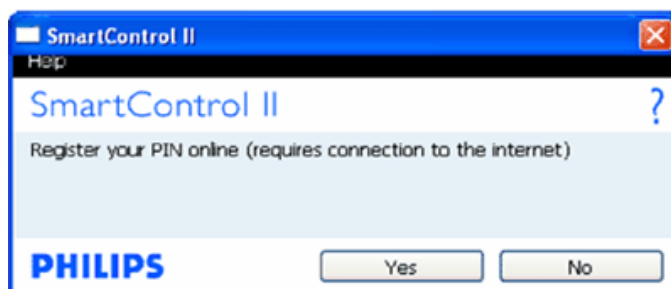 SmartControl II
Help
SmartControl II ?
Register your PIN online (requires connection to the internet)
PHILIPS Yes No